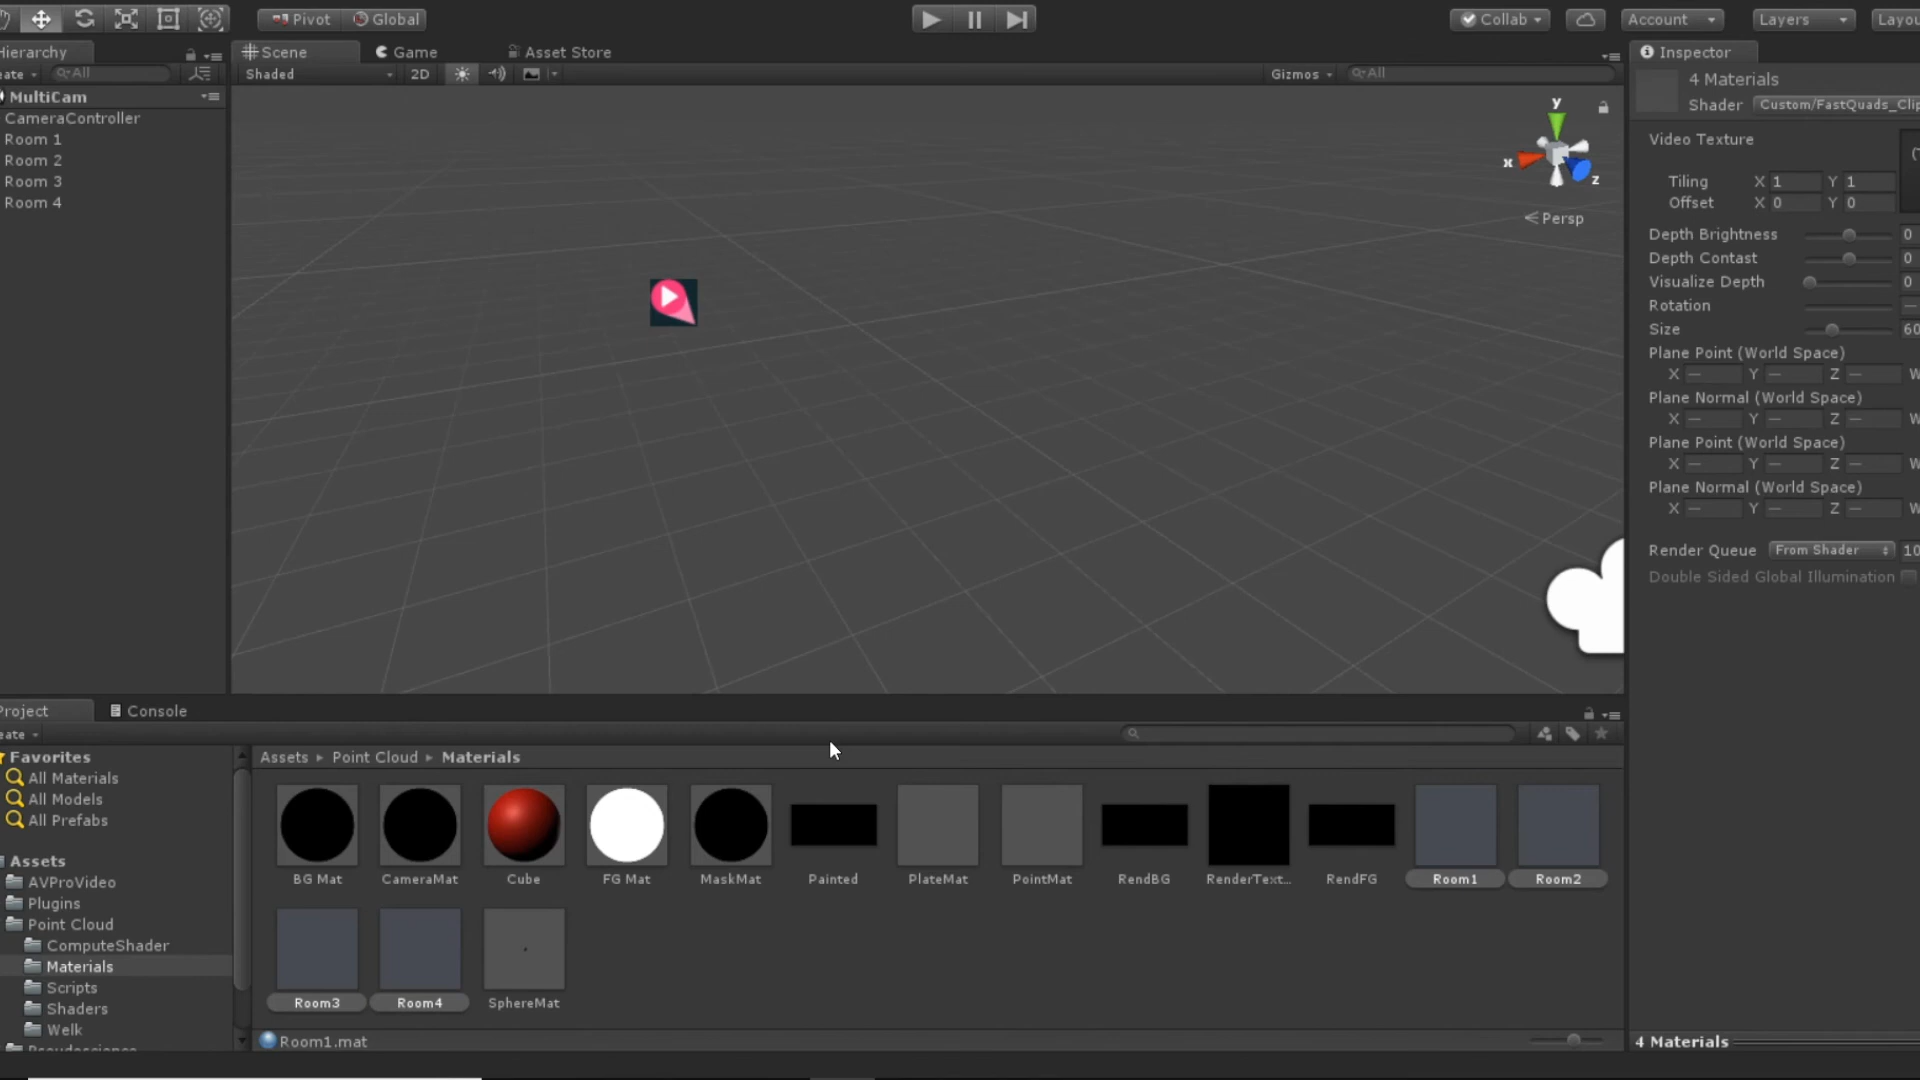 Pivot Global Collab Account Layers Layou
Hierarchy Scene Game Asset Store Inspector
eate All Shaded 2D Gizmos All
4 Materials
Shader Custom/FastQuads_Clip
MultiCam
CameraController
Room 1
Room 2
Room 3
Room 4
y
x
z
Persp
Video Texture
Tiling X 1 Y 1
Offset X 0 Y 0
Depth Brightness 0
Depth Contast 0
Visualize Depth 0
Rotation —
Size 60
Plane Point (World Space)
X — Y — Z — W
Plane Normal (World Space)
X — Y — Z — W
Plane Point (World Space)
X — Y — Z — W
Plane Normal (World Space)
X — Y — Z — W
Render Queue From Shader 10
Double Sided Global Illumination
Project Console
eate
Favorites
All Materials
All Models
All Prefabs
Assets
AVProVideo
Plugins
Point Cloud
ComputeShader
Materials
Scripts
Shaders
Welk
Pseudoscience
Assets ▸ Point Cloud ▸ Materials
BG Mat CameraMat Cube FG Mat MaskMat Painted PlateMat PointMat RendBG RenderText... RendFG Room1 Room2
Room3 Room4 SphereMat
Room1.mat
4 Materials